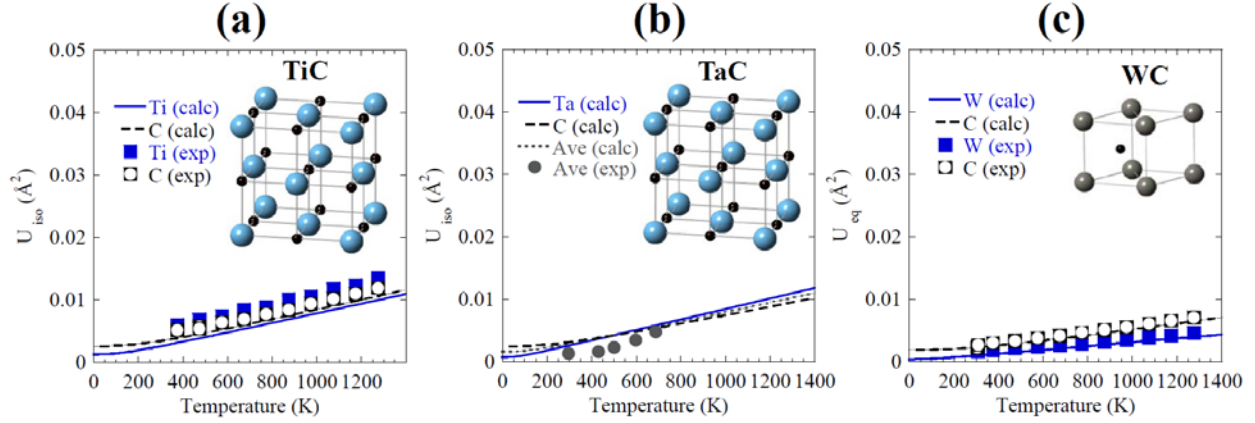 (a)
TiC
Ti (calc)
C (calc)
Ti (exp)
C (exp)
U iso (Å2)
0.05
0.04
0.03
0.02
0.01
0
0 200 400 600 800 1000 1200
Temperature (K)
(b)
TaC
Ta (calc)
C (calc)
Ave (calc)
Ave (exp)
U iso (Å2)
0.05
0.04
0.03
0.02
0.01
0
0 200 400 600 800 1000 1200 1400
Temperature (K)
(c)
WC
W (calc)
C (calc)
W (exp)
C (exp)
U eq (Å2)
0.05
0.04
0.03
0.02
0.01
0
0 200 400 600 800 1000 1200 1400
Temperature (K)